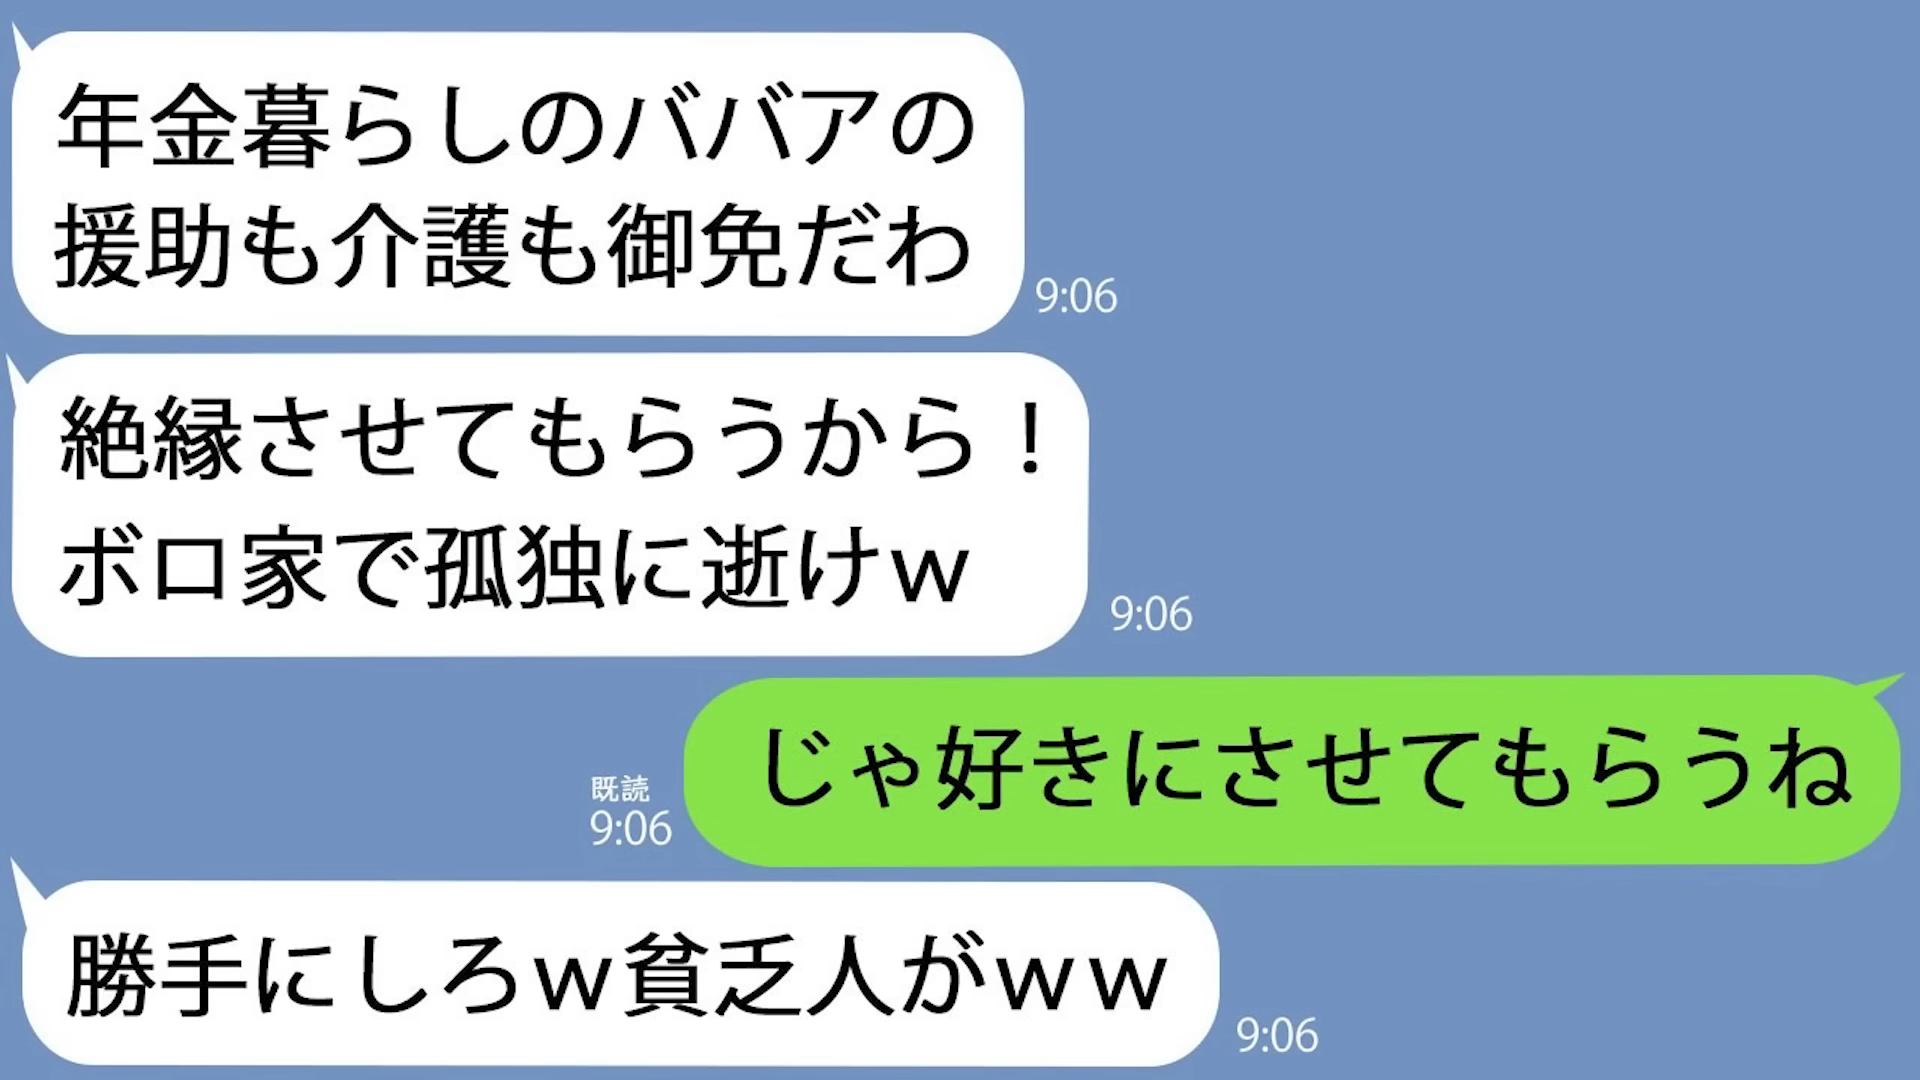 年金暮らしのババアの
援助も介護も御免だわ
9:06
絶縁させてもらうから！
ボロ家で孤独に逝けｗ
9:06
じゃ好きにさせてもらうね
既読
9:06
勝手にしろｗ貧乏人がｗｗ
9:06